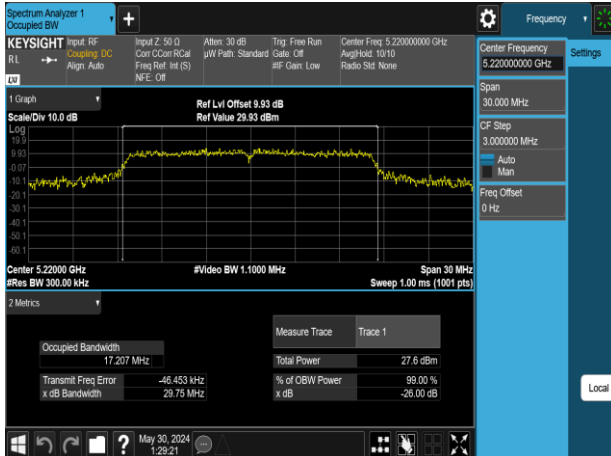 Spectrum Analyzer 1
Occupied BW
+
Frequency
KEYSIGHT
RL
LXI
Input: RF
Coupling: DC
Align: Auto
Input Z: 50 Ω
Corr CCorr RCal
Freq Ref: Int (S)
NFE: Off
Atten: 30 dB
µW Path: Standard
Trig: Free Run
Gate: Off
#IF Gain: Low
Center Freq: 5.220000000 GHz
Avg|Hold: 10/10
Radio Std: None
Center Frequency
5.220000000 GHz
Settings
Span
30.000 MHz
CF Step
3.000000 MHz
Auto
Man
Freq Offset
0 Hz
Local
1 Graph
Scale/Div 10.0 dB
Ref Lvl Offset 9.93 dB
Ref Value 29.93 dBm
Log
19.9
9.93
-0.07
-10.1
-20.1
-30.1
-40.1
-50.1
-60.1
Center 5.22000 GHz
#Res BW 300.00 kHz
#Video BW 1.1000 MHz
Span 30 MHz
Sweep 1.00 ms (1001 pts)
2 Metrics
Measure Trace Trace 1
Occupied Bandwidth
17.207 MHz
Total Power 27.6 dBm
Transmit Freq Error -46.453 kHz
% of OBW Power 99.00 %
x dB Bandwidth 29.75 MHz
x dB -26.00 dB
?
May 30, 2024
1:29:21